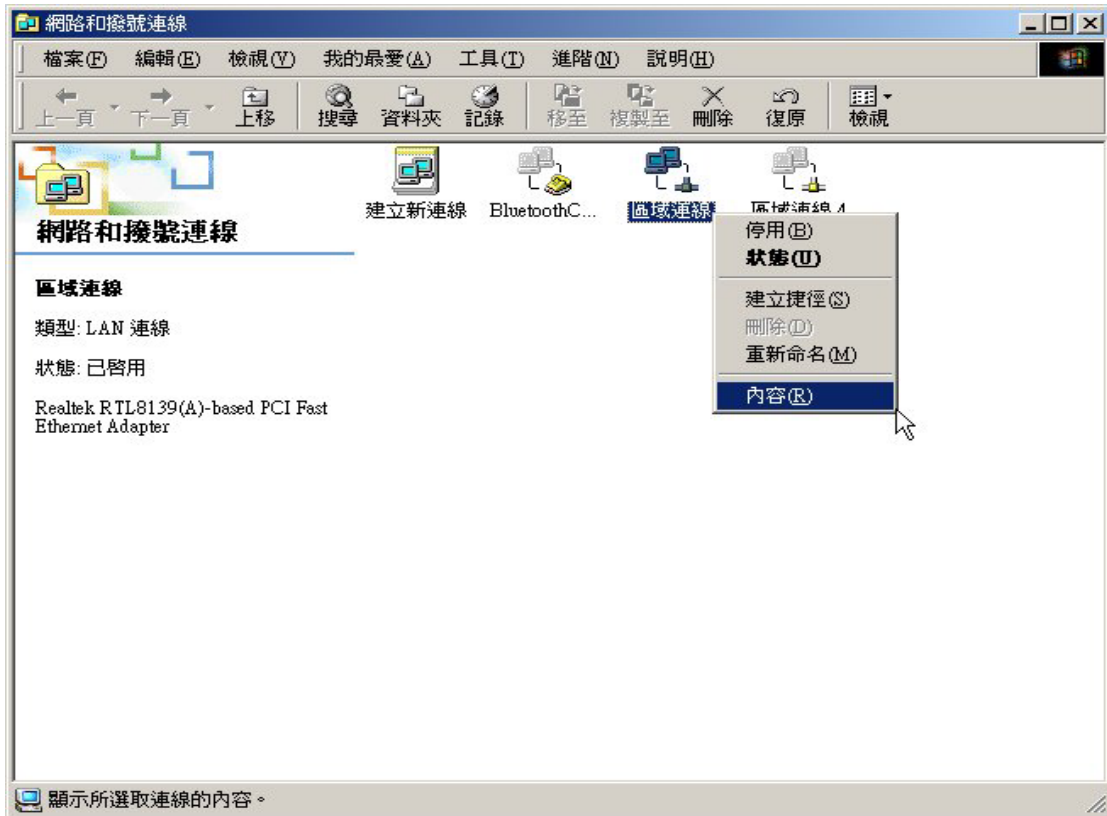 網路和撥號連線
檔案(F) 編輯(E) 檢視(V) 我的最愛(A) 工具(T) 進階(N) 說明(H)
上一頁 下一頁 上移 搜尋 資料夾 記錄 移至 複製至 刪除 復原 檢視
建立新連線 BluetoothC... 區域連線 區域連線 4
網路和撥號連線
區域連線
類型: LAN 連線
狀態: 已啓用
Realtek RTL8139(A)-based PCI Fast
Ethernet Adapter
停用(B)
狀態(U)
建立捷徑(S)
刪除(D)
重新命名(M)
內容(R)
顯示所選取連線的內容。